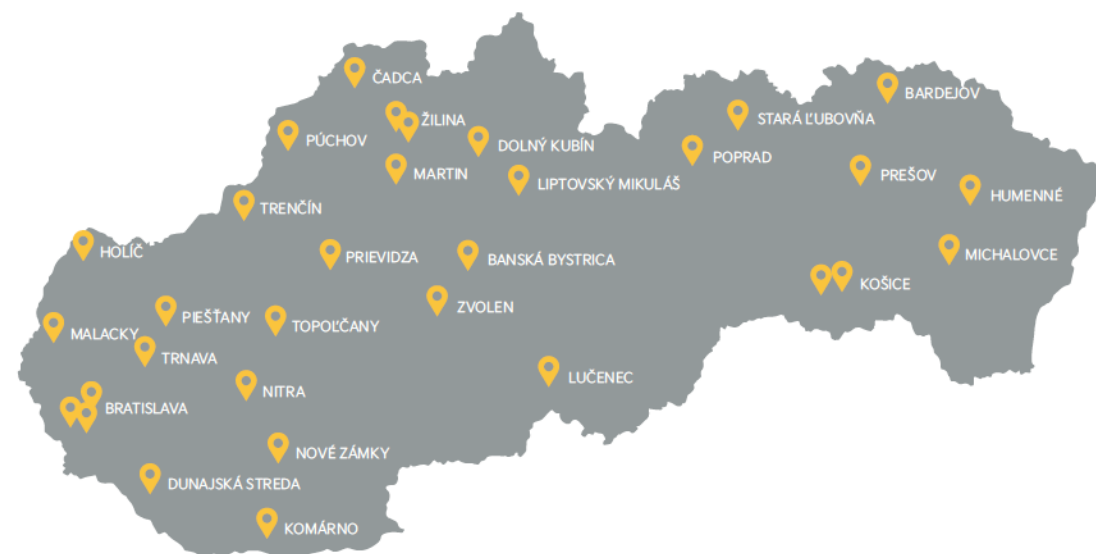 ČADCA
BARDEJOV
ŽILINA
STARÁ ĽUBOVŇA
PÚCHOV
DOLNÝ KUBÍN
POPRAD
MARTIN
PREŠOV
LIPTOVSKÝ MIKULÁŠ
HUMENNÉ
TRENČÍN
HOLÍČ
PRIEVIDZA
BANSKÁ BYSTRICA
MICHALOVCE
KOŠICE
ZVOLEN
PIEŠŤANY
TOPOĽČANY
MALACKY
TRNAVA
LUČENEC
NITRA
BRATISLAVA
NOVÉ ZÁMKY
DUNAJSKÁ STREDA
KOMÁRNO